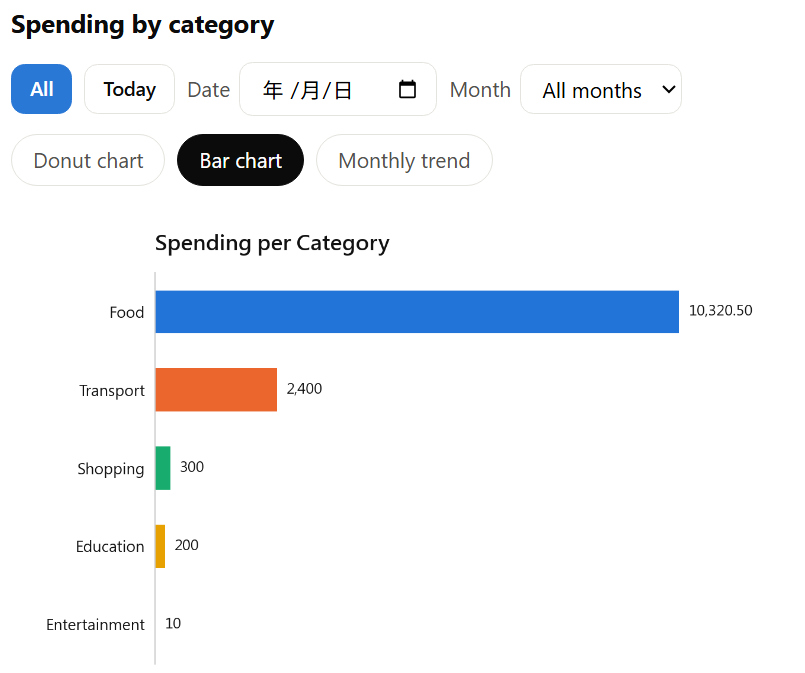 Spending by category
All Today Date 年 /月/日 Month All months
Donut chart Bar chart Monthly trend
Spending per Category
Food 10,320.50
Transport 2,400
Shopping 300
Education 200
Entertainment 10